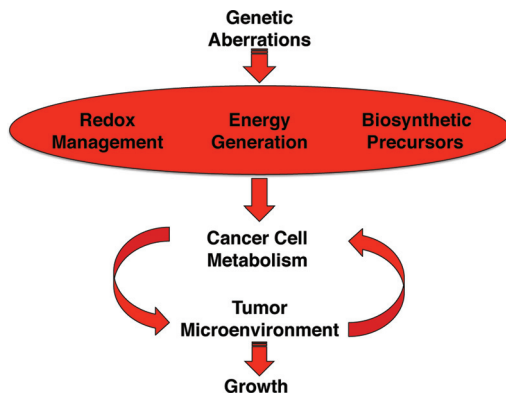 Genetic
Aberrations
Redox
Management
Energy
Generation
Biosynthetic
Precursors
Cancer Cell
Metabolism
Tumor
Microenvironment
Growth